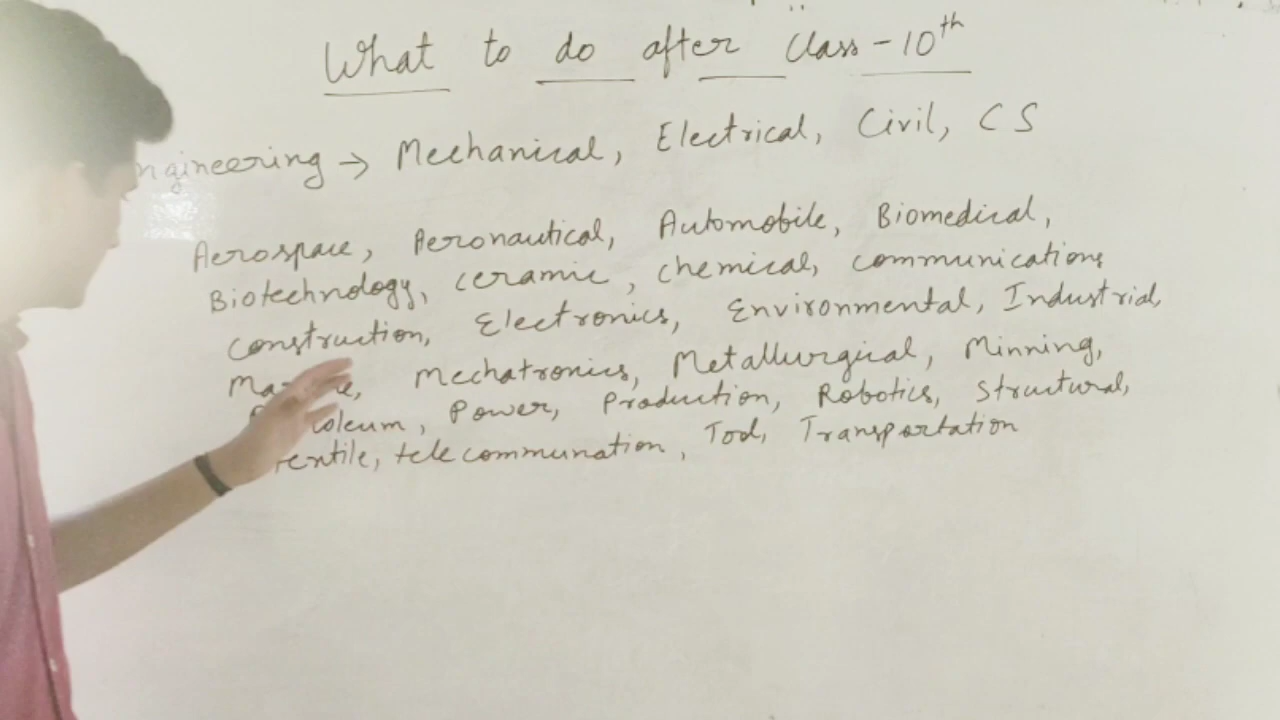 What to do after Class-10th
ngineering → Mechanical, Electrical, Civil, CS
Aerospace, Aeronautical, Automobile, Biomedical,
Biotechnology, ceramic, chemical, communications
construction, Electronics, Environmental, Industrial,
Mechatronics, Metallurgical, Minning,
Power, Production, Robotics, Structural,
Textile, telecommunation, Tool, Transportation